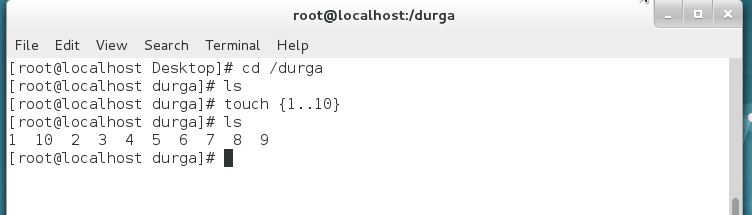 root@localhost:/durga
File Edit View Search Terminal Help
[root@localhost Desktop]# cd /durga
[root@localhost durga]# ls
[root@localhost durga]# touch {1..10}
[root@localhost durga]# ls
1  10  2  3  4  5  6  7  8  9
[root@localhost durga]#